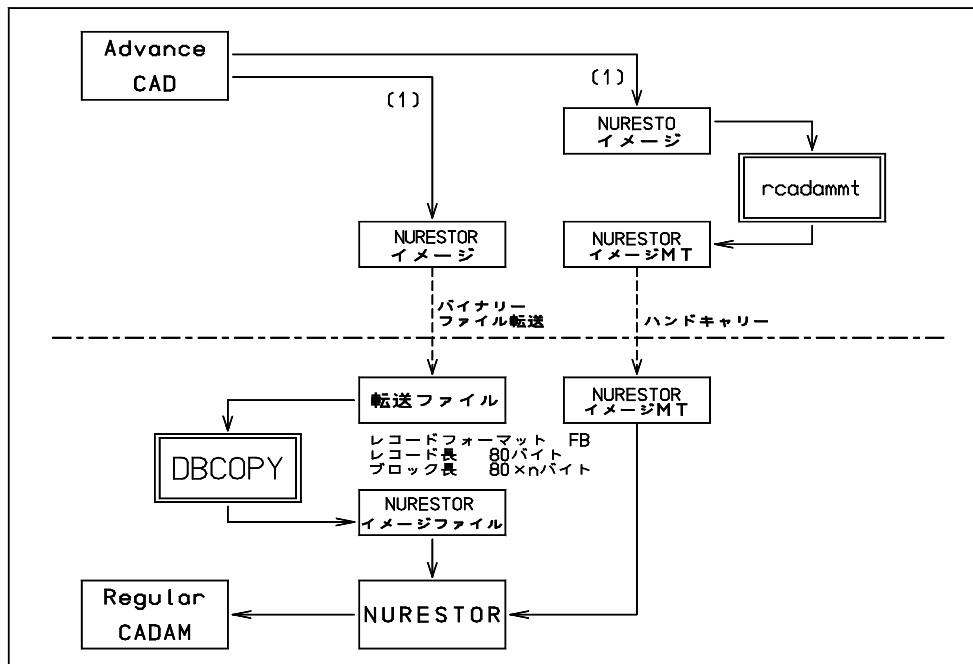 Advance
CAD
(1)
(1)
NURESTO
イメージ
rcadammt
NURESTOR
イメージ
NURESTOR
イメージMT
バイナリー
ファイル転送
ハンドキャリー
転送ファイル
NURESTOR
イメージMT
レコードフォーマット FB
レコード長 80バイト
ブロック長 80×nバイト
DBCOPY
NURESTOR
イメージファイル
Regular
CADAM
NURESTOR